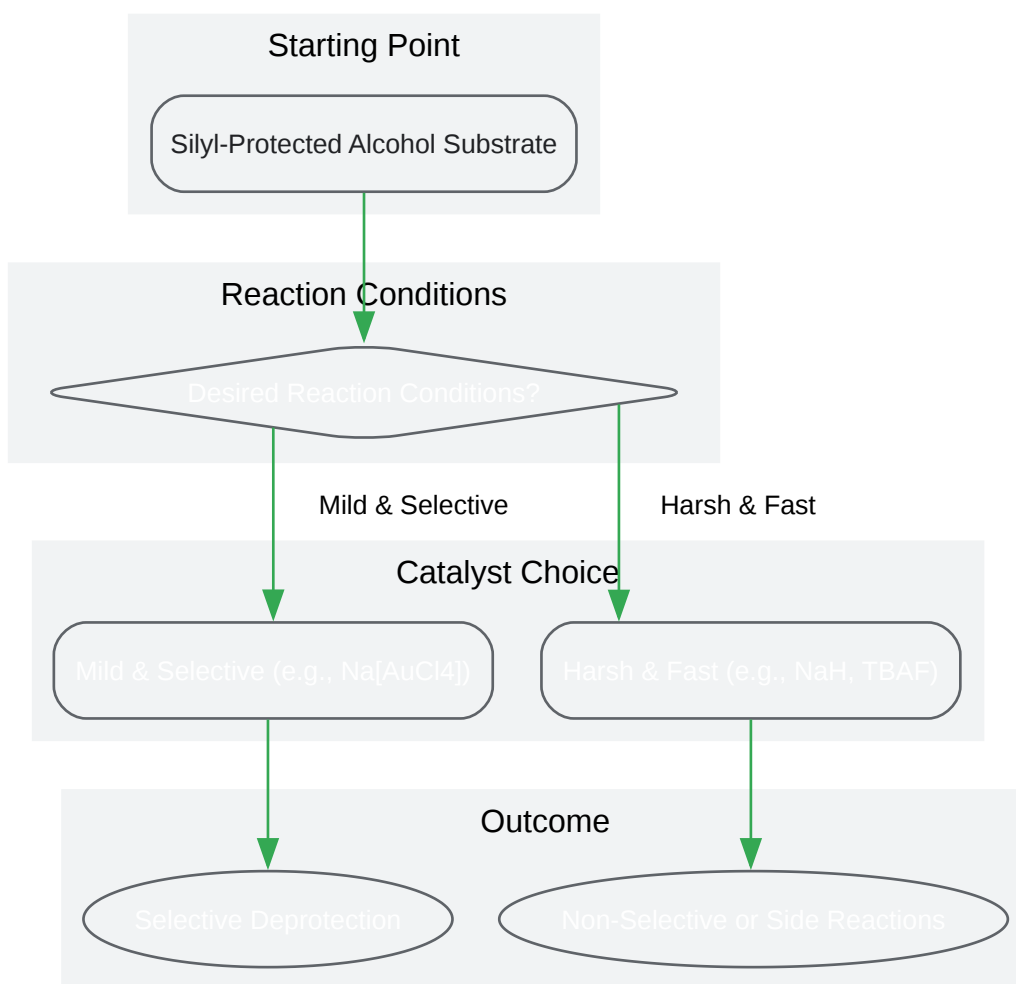 Starting Point
Silyl-Protected Alcohol Substrate
Reaction Conditions
Desired Reaction Conditions?
Mild & Selective
Harsh & Fast
Catalyst Choice
Mild & Selective (e.g., Na[AuCl4])
Harsh & Fast (e.g., NaH, TBAF)
Outcome
Selective Deprotection
Non-Selective or Side Reactions